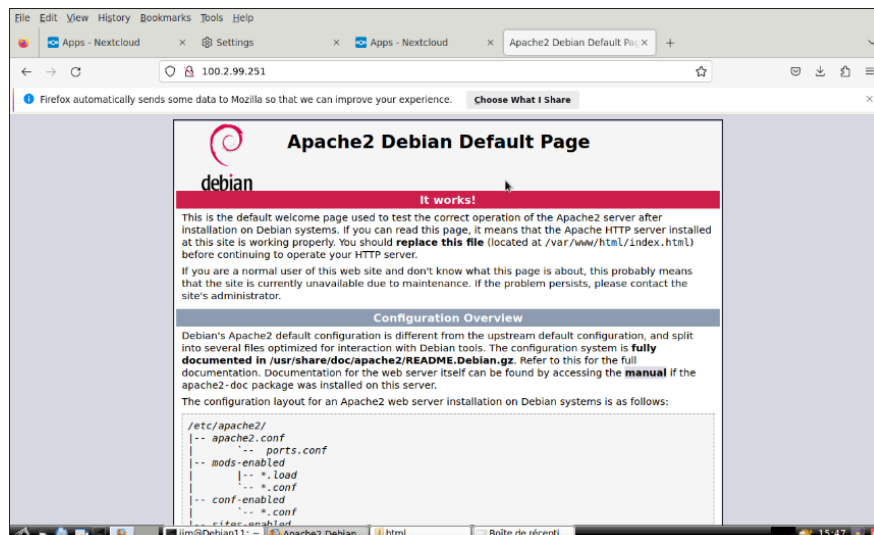 File Edit View History Bookmarks Tools Help
Apps - Nextcloud × Settings × Apps - Nextcloud × Apache2 Debian Default Pag × +
100.2.99.251
Firefox automatically sends some data to Mozilla so that we can improve your experience. Choose What I Share ×
debian
Apache2 Debian Default Page
It works!
This is the default welcome page used to test the correct operation of the Apache2 server after
installation on Debian systems. If you can read this page, it means that the Apache HTTP server installed
at this site is working properly. You should replace this file (located at /var/www/html/index.html)
before continuing to operate your HTTP server.
If you are a normal user of this web site and don't know what this page is about, this probably means
that the site is currently unavailable due to maintenance. If the problem persists, please contact the
site's administrator.
Configuration Overview
Debian's Apache2 default configuration is different from the upstream default configuration, and split
into several files optimized for interaction with Debian tools. The configuration system is fully
documented in /usr/share/doc/apache2/README.Debian.gz. Refer to this for the full
documentation. Documentation for the web server itself can be found by accessing the manual if the
apache2-doc package was installed on this server.
The configuration layout for an Apache2 web server installation on Debian systems is as follows:
/etc/apache2/
|-- apache2.conf
|       `-- ports.conf
|-- mods-enabled
|       |-- *.load
|       `-- *.conf
|-- conf-enabled
|       `-- *.conf
|-- sites-enabled
jim@Debian11: ~ Apache2 Debian html Boîte de récepti 15:47